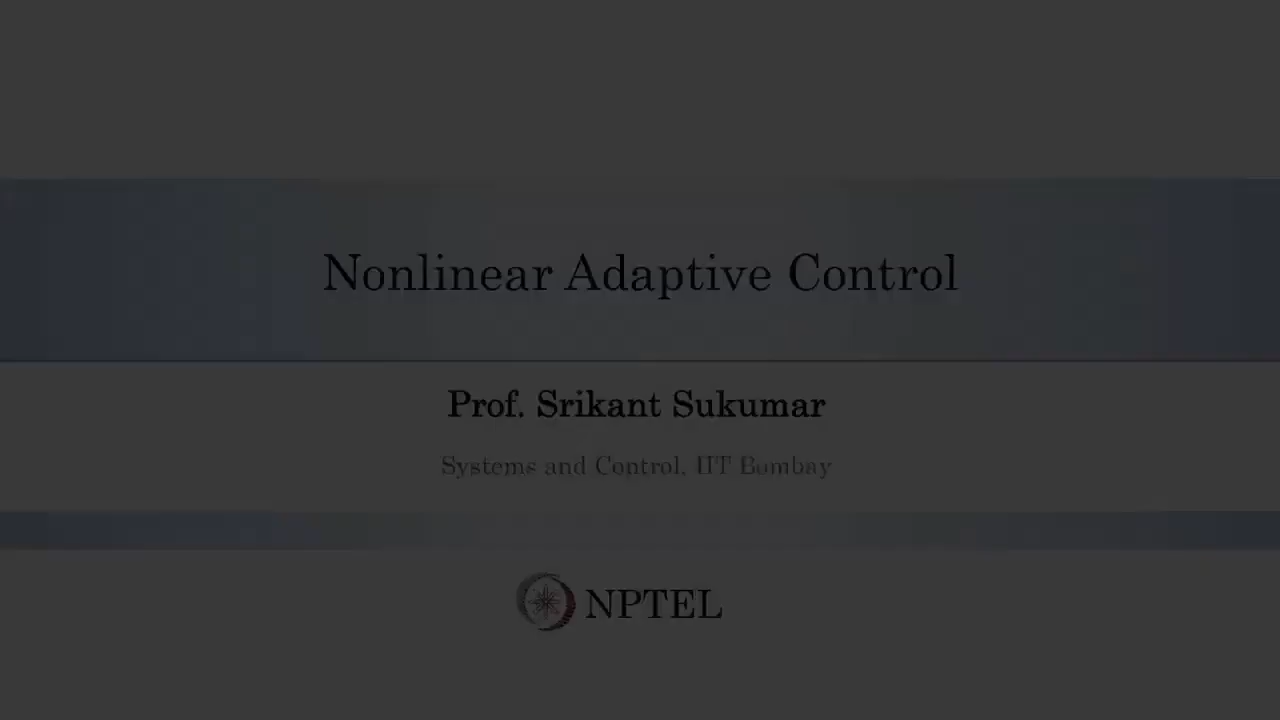 Nonlinear Adaptive Control
Prof. Srikant Sukumar
Systems and Control, IIT Bombay
NPTEL